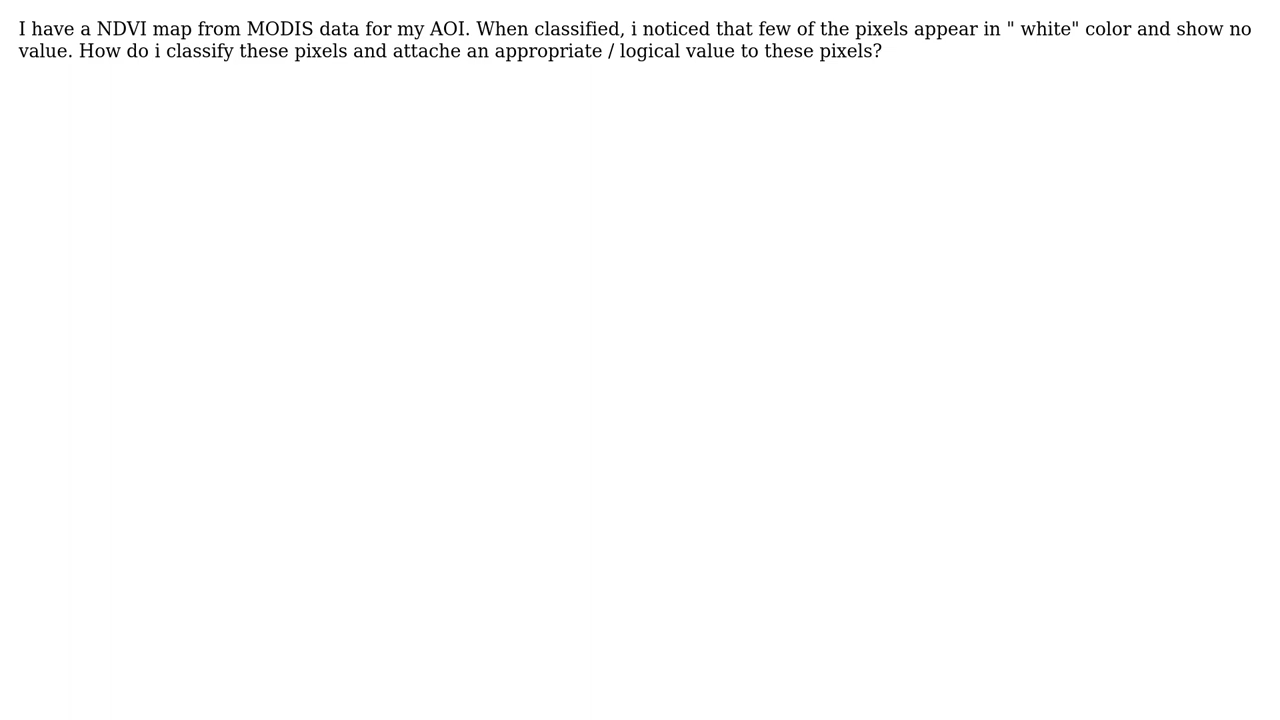 I have a NDVI map from MODIS data for my AOI. When classified, i noticed that few of the pixels appear in " white" color and show no
value. How do i classify these pixels and attache an appropriate / logical value to these pixels?